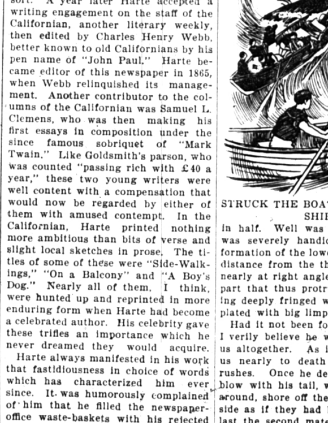 sort. A year later Harte accepted a
writing engagement on the staff of the
Californian, another literary weekly,
then edited by Charles Henry Webb,
better known to old Californians by his
pen name of "John Paul." Harte be-
came editor of this newspaper in 1865,
when Webb relinquished its manage-
ment. Another contributor to the col-
umns of the Californian was Samuel L.
Clemens, who was then making his
first essays in composition under the
since famous sobriquet of "Mark
Twain." Like Goldsmith's parson, who
was counted "passing rich with £40 a
year," these two young writers were
well content with a compensation that
would now be regarded by either of
them with amused contempt. In the
Californian, Harte printed nothing
more ambitious than bits of verse and
slight local sketches in prose. The ti-
tles of some of these were "Side-Walk-
ings," "On a Balcony" and "A Boy's
Dog." Nearly all of them, I think,
were hunted up and reprinted in more
enduring form when Harte had become
a celebrated author. His celebrity gave
these trifles an importance which he
never dreamed they would acquire.
Harte always manifested in his work
that fastidiousness in choice of words
which has characterized him ever
since. It was humorously complained
of him that he filled the newspaper-
office waste-baskets with his rejected
STRUCK THE BOA
SHI
in half. Well was
was severely handic
formation of the lowe
distance from the th
nearly at right angle
part that thus protr
ing deeply fringed w
plated with big limp
Had it not been fo
I verily believe he w
us altogether. As i
us nearly to death
rushes. Once he de
blow with his tail, w
around, shore off the
side as if they had
last the second mate